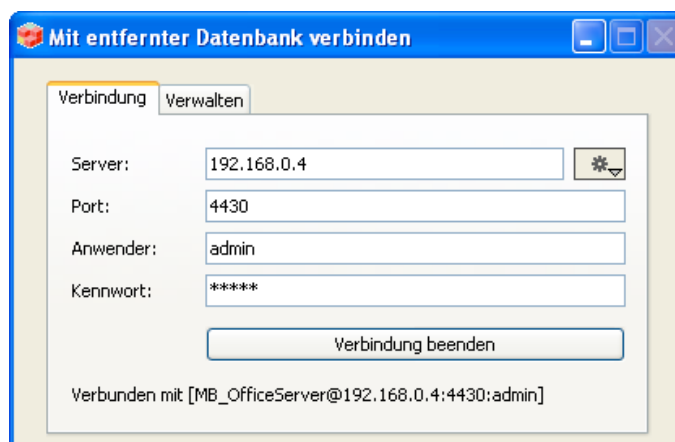 Mit entfernter Datenbank verbinden
Verbindung Verwalten
Server: 192.168.0.4
Port: 4430
Anwender: admin
Kennwort: *****
Verbindung beenden
Verbunden mit [MB_OfficeServer@192.168.0.4:4430:admin]